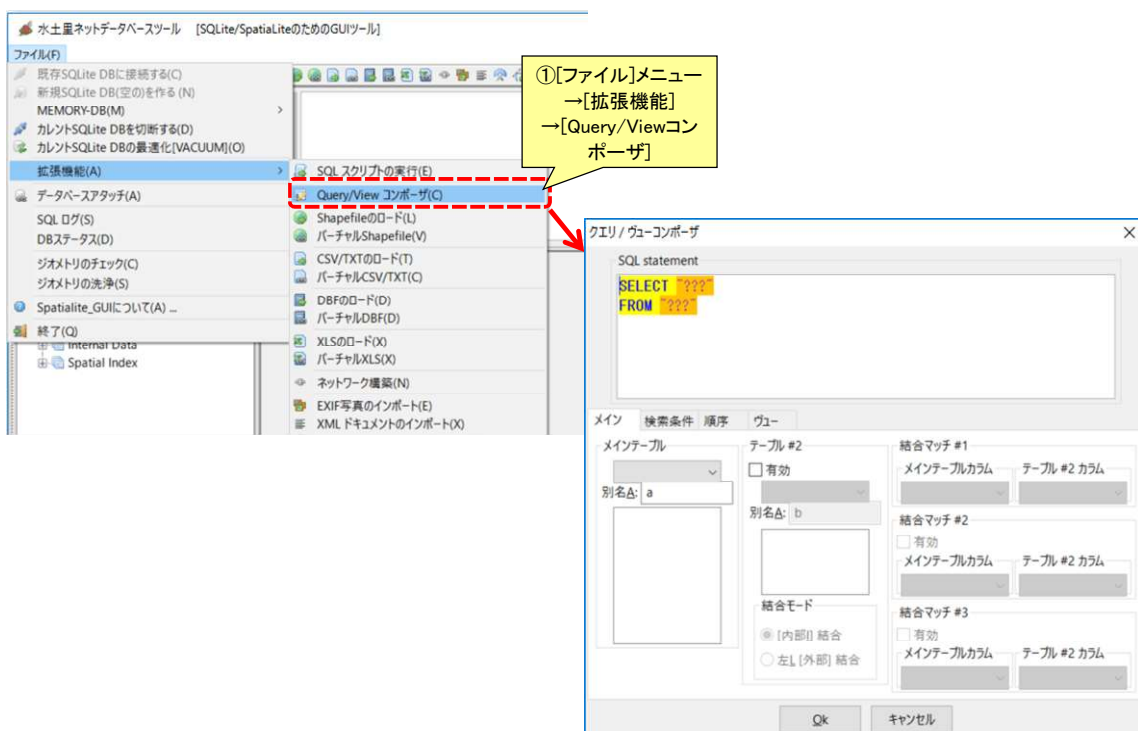 水土里ネットデータベースツール [SQLite/SpatiaLiteのためのGUIツール]
ファイル(F)
既存SQLite DBに接続する(C)
新規SQLite DB(空の)を作る (N)
MEMORY-DB(M)
カレントSQLite DBを切断する(D)
カレントSQLite DBの最適化[VACUUM](O)
拡張機能(A)
データベースアタッチ(A)
SQL ログ(S)
DBステータス(D)
ジオメトリのチェック(C)
ジオメトリの洗浄(S)
Spatialite_GUIについて(A) ...
終了(Q)
Internal Data
Spatial Index
SQL スクリプトの実行(E)
Query/View コンポーザ(C)
Shapefileのロード(L)
バーチャルShapefile(V)
CSV/TXTのロード(T)
バーチャルCSV/TXT(C)
DBFのロード(D)
バーチャルDBF(D)
XLSのロード(X)
バーチャルXLS(X)
ネットワーク構築(N)
EXIF写真のインポート(E)
XML ドキュメントのインポート(X)
①[ファイル]メニュー
→[拡張機能]
→[Query/Viewコン
ポーザ]
クエリ / ヴューコンポーザ
SQL statement
SELECT "???"
FROM "???"
メイン 検索条件 順序 ヴュー
メインテーブル
別名A: a
テーブル #2
有効
別名A: b
結合モード
[内部I] 結合
左L [外部] 結合
結合マッチ #1
メインテーブルカラム テーブル #2 カラム
結合マッチ #2
有効
メインテーブルカラム テーブル #2 カラム
結合マッチ #3
有効
メインテーブルカラム テーブル #2 カラム
Ok キャンセル